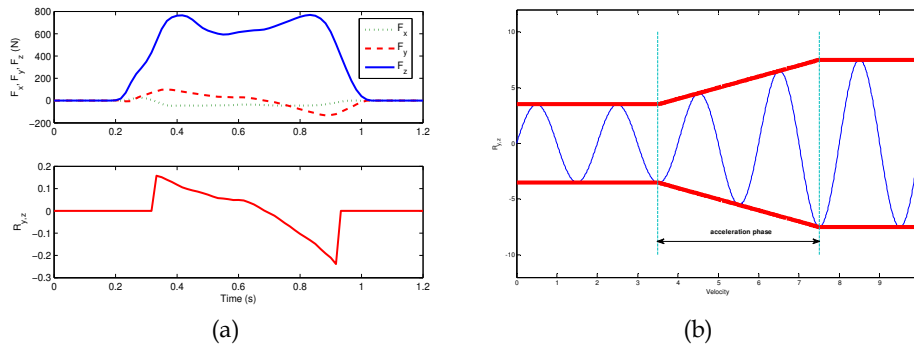 800
600
400
200
0
-200
F_x, F_y, F_z (N)
F_x
F_y
F_z
0 0.2 0.4 0.6 0.8 1 1.2
0.2
0.1
0
-0.1
-0.2
-0.3
R_y,z
0 0.2 0.4 0.6 0.8 1 1.2
Time (s)
(a)
10
5
0
-5
-10
R_y,z
acceleration phase
0 1 2 3 4 5 6 7 8 9
Velocity
(b)